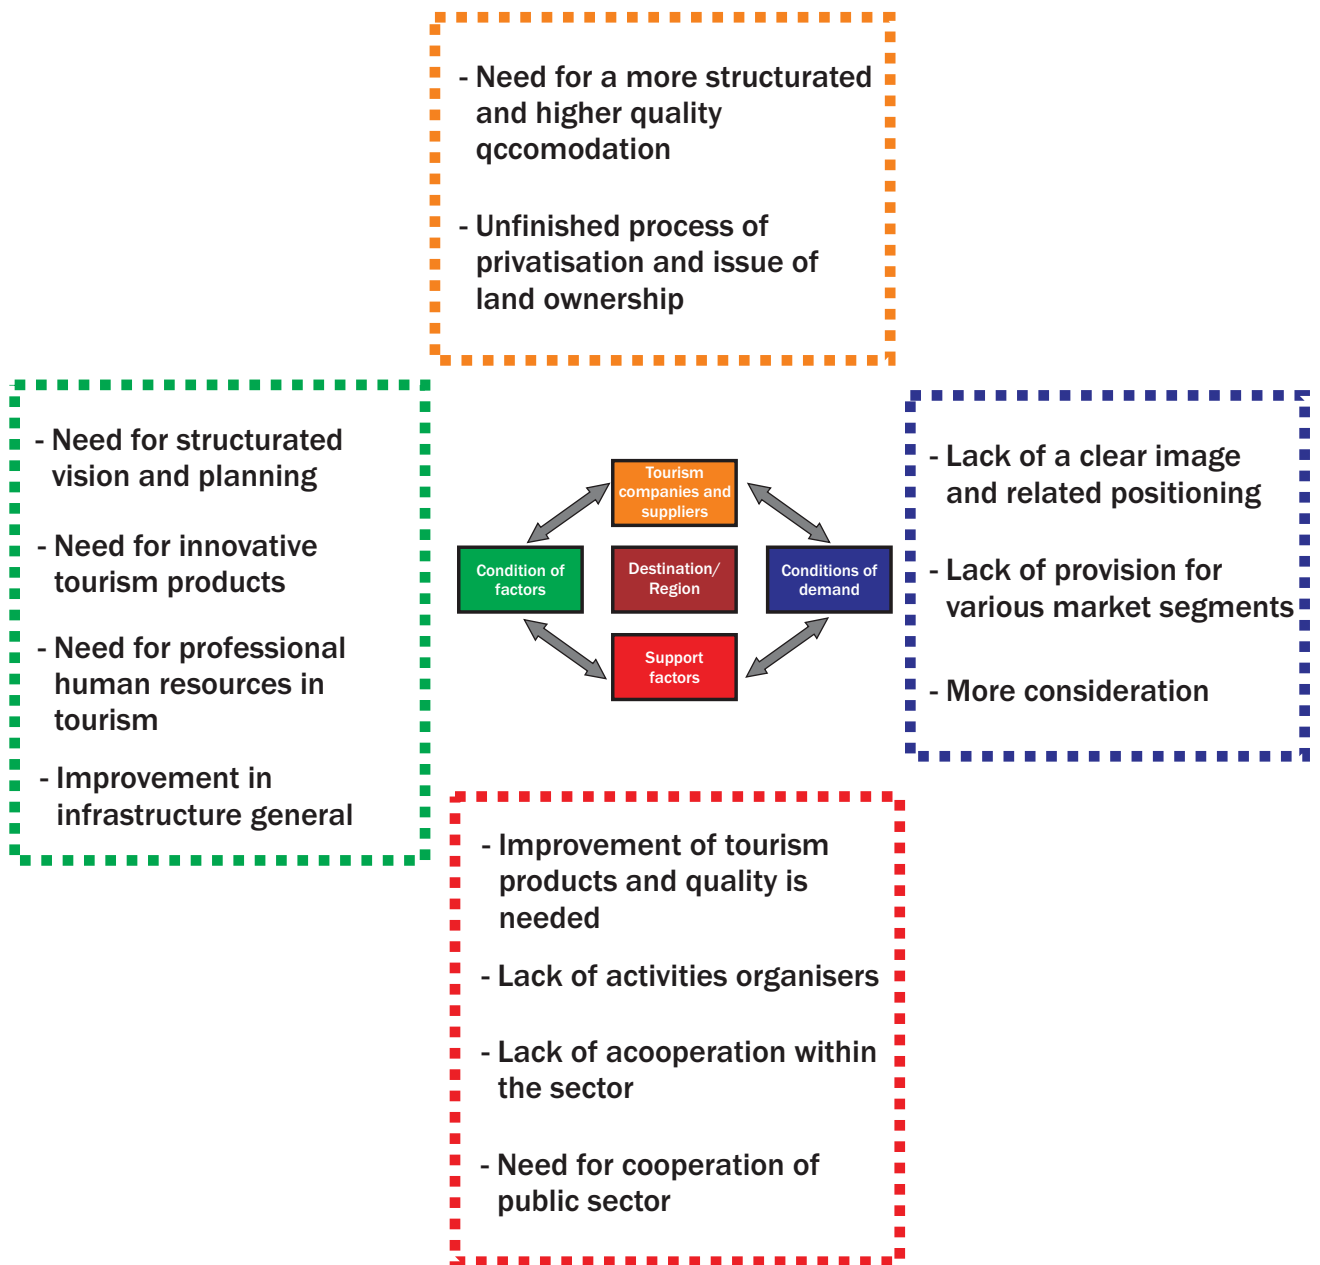 - Need for a more structurated
and higher quality
qccomodation
- Unfinished process of
privatisation and issue of
land ownership
- Need for structurated
vision and planning
- Need for innovative
tourism products
- Need for professional
human resources in
tourism
- Improvement in
infrastructure general
Tourism
companies and
suppliers
Condition of
factors
Destination/
Region
Conditions of
demand
Support
factors
- Lack of a clear image
and related positioning
- Lack of provision for
various market segments
- More consideration
- Improvement of tourism
products and quality is
needed
- Lack of activities organisers
- Lack of acooperation within
the sector
- Need for cooperation of
public sector